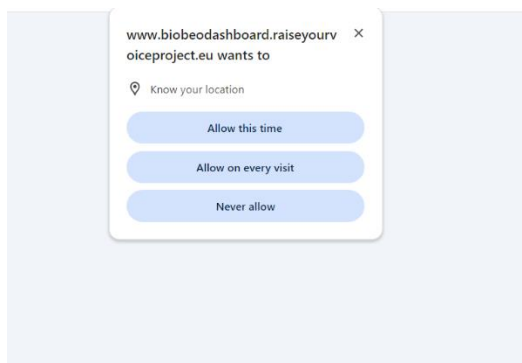 www.biobeodashboard.raiseyourv
oiceproject.eu wants to
Know your location
Allow this time
Allow on every visit
Never allow